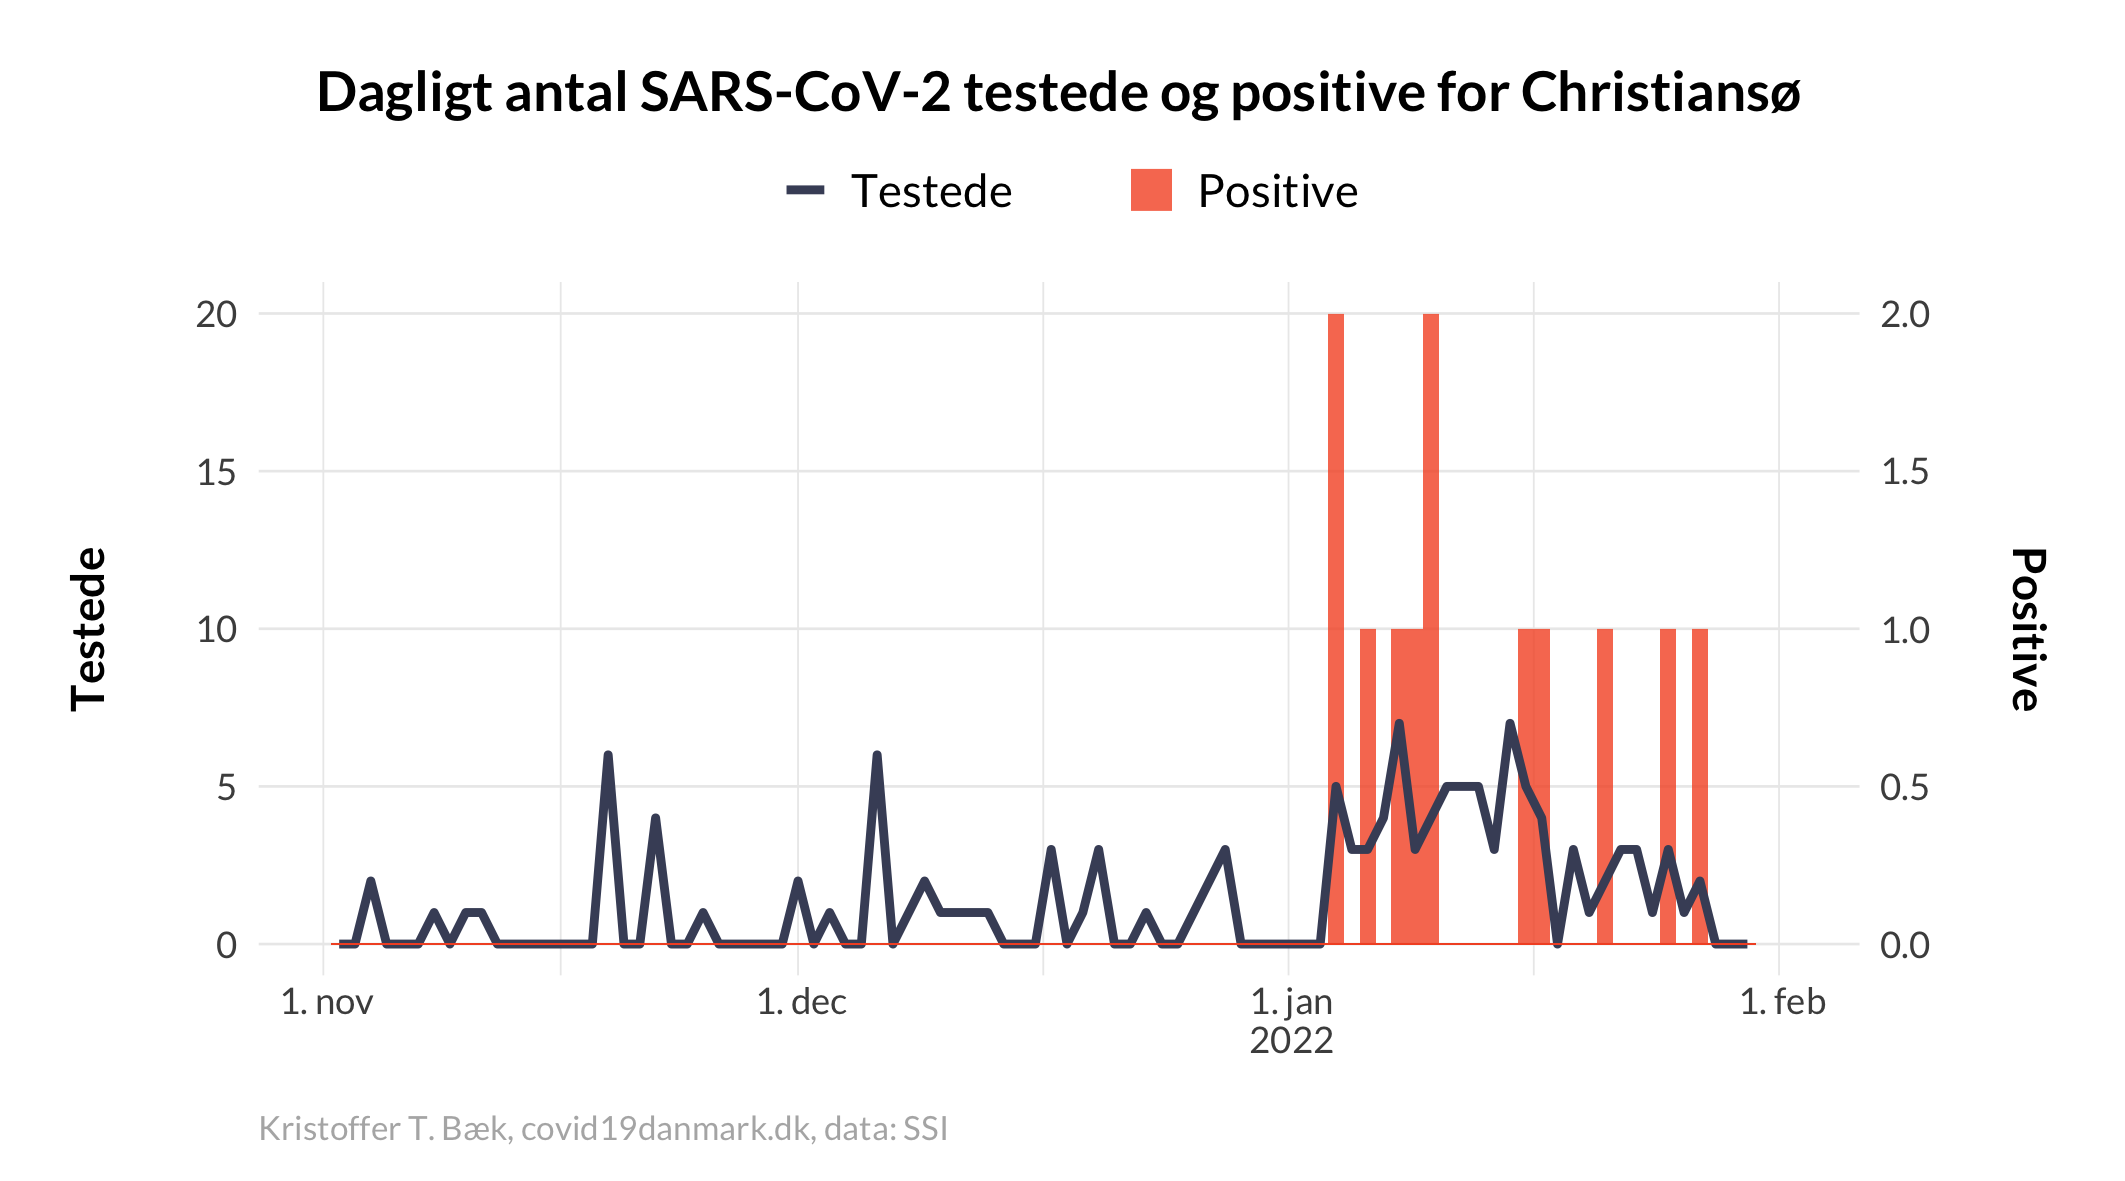 Dagligt antal SARS-CoV-2 testede og positive for Christiansø
Testede
Positive
20
15
10
5
0
2.0
1.5
1.0
0.5
0.0
Testede
Positive
1. nov
1. dec
1. jan
2022
1. feb
Kristoffer T. Bæk, covid19danmark.dk, data: SSI